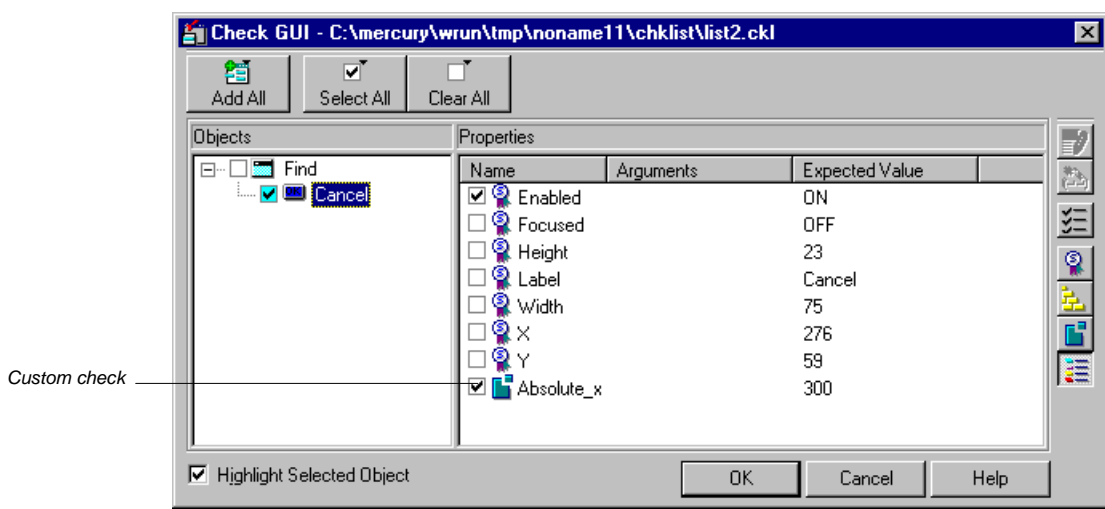 Check GUI - C:\mercury\wrun\tmp\noname11\chklist\list2.ckl
Add All Select All Clear All
Objects Properties
Find
Cancel
Name Arguments Expected Value
Enabled ON
Focused OFF
Height 23
Label Cancel
Width 75
X 276
Y 59
Custom check
Absolute_x 300
Highlight Selected Object OK Cancel Help